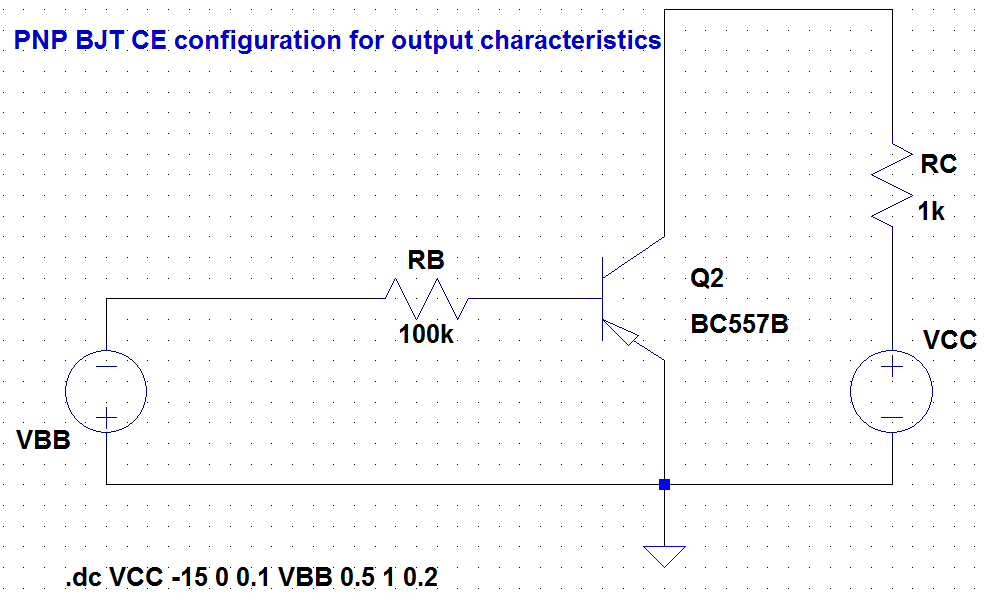 PNP BJT CE configuration for output characteristics
RC
1k
RB
100k
Q2
BC557B
VCC
VBB
.dc VCC -15 0 0.1 VBB 0.5 1 0.2